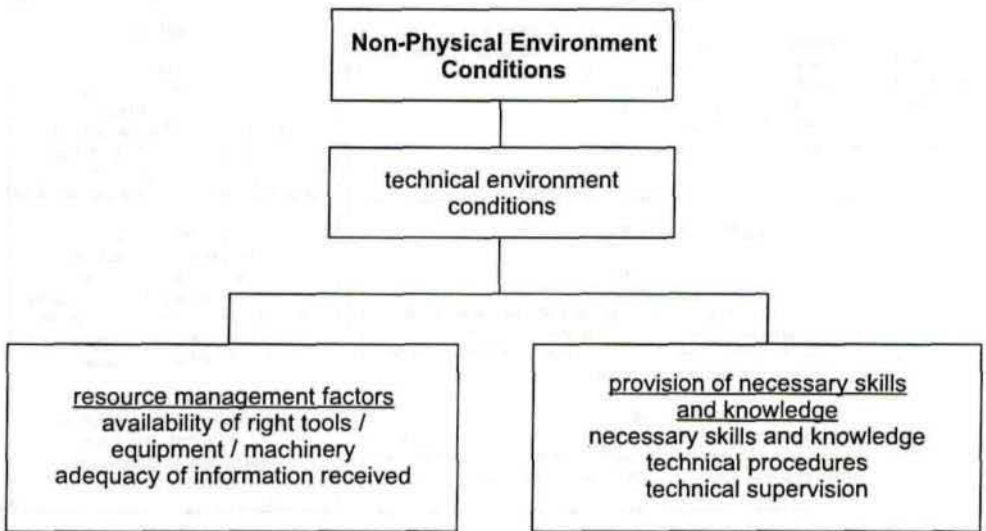 Non-Physical Environment
Conditions
technical environment
conditions
resource management factors
availability of right tools /
equipment / machinery
adequacy of information received
provision of necessary skills
and knowledge
necessary skills and knowledge
technical procedures
technical supervision